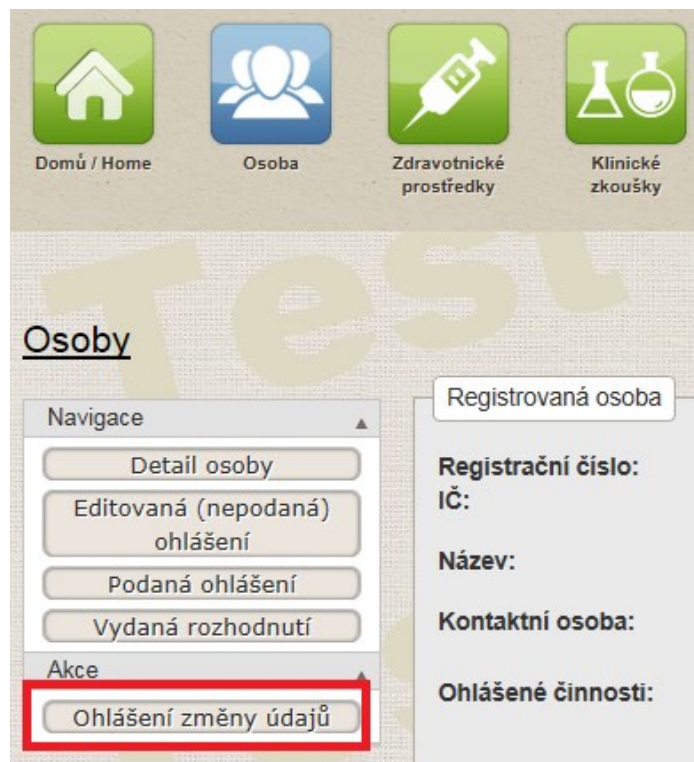 Domů / Home
Osoba
Zdravotnické
prostředky
Klinické
zkoušky
Test
Osoby
Navigace
Detail osoby
Editovaná (nepodaná)
ohlášení
Podaná ohlášení
Vydaná rozhodnutí
Akce
Ohlášení změny údajů
Registrovaná osoba
Registrační číslo:
IČ:
Název:
Kontaktní osoba:
Ohlášené činnosti: